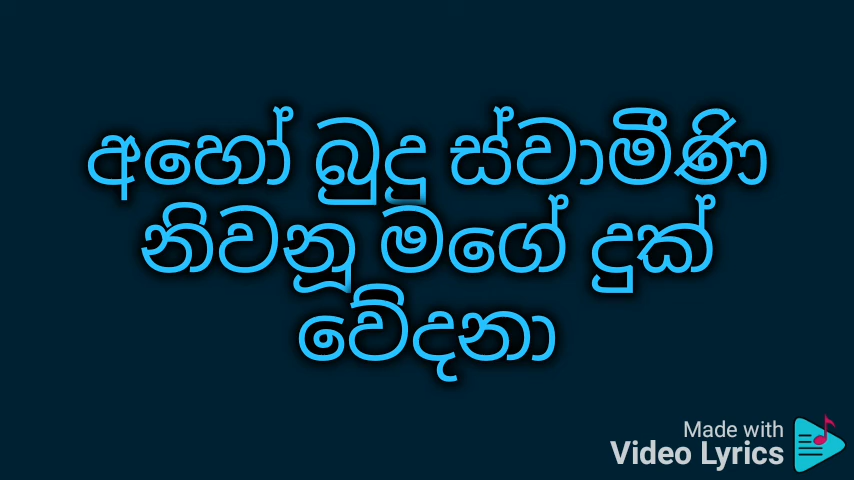 අහෝ බුදු ස්වාමීණි
නිවනූ මගේ දුක්
වේදනා
Made with
Video Lyrics